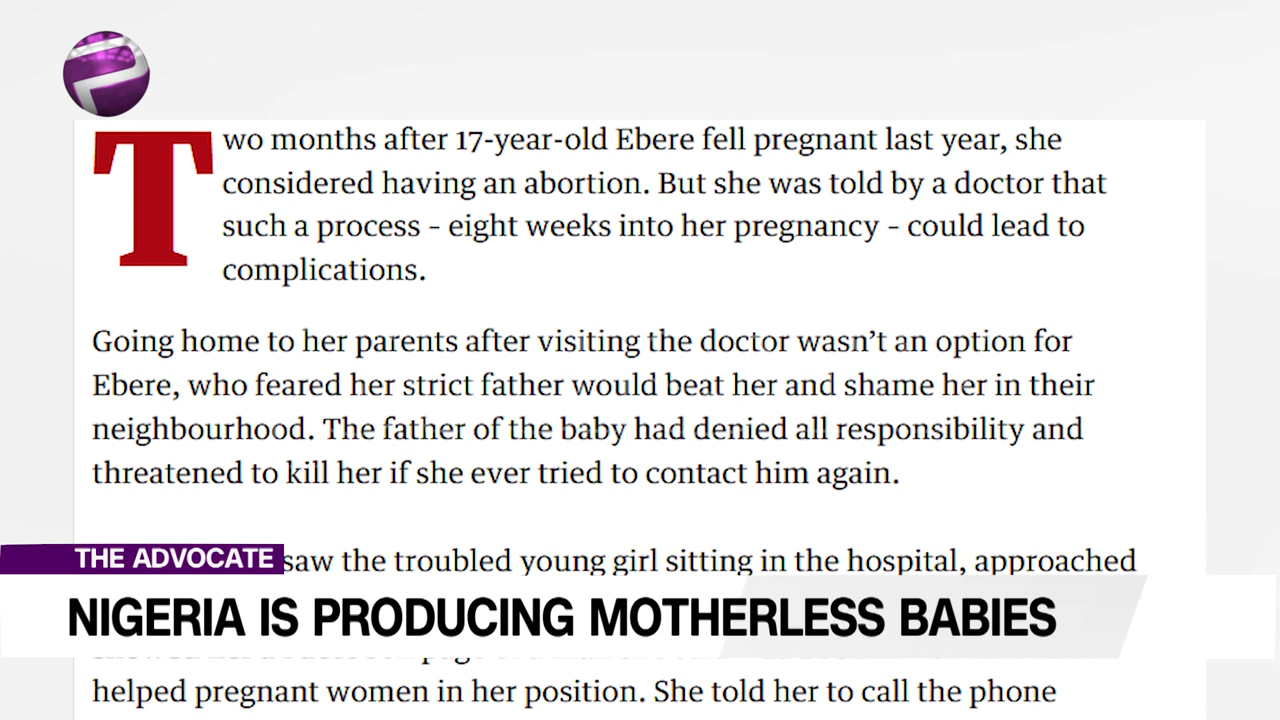 Two months after 17-year-old Ebere fell pregnant last year, she
considered having an abortion. But she was told by a doctor that
such a process – eight weeks into her pregnancy – could lead to
complications.
Going home to her parents after visiting the doctor wasn't an option for
Ebere, who feared her strict father would beat her and shame her in their
neighbourhood. The father of the baby had denied all responsibility and
threatened to kill her if she ever tried to contact him again.
saw the troubled young girl sitting in the hospital, approached
THE ADVOCATE
NIGERIA IS PRODUCING MOTHERLESS BABIES
helped pregnant women in her position. She told her to call the phone